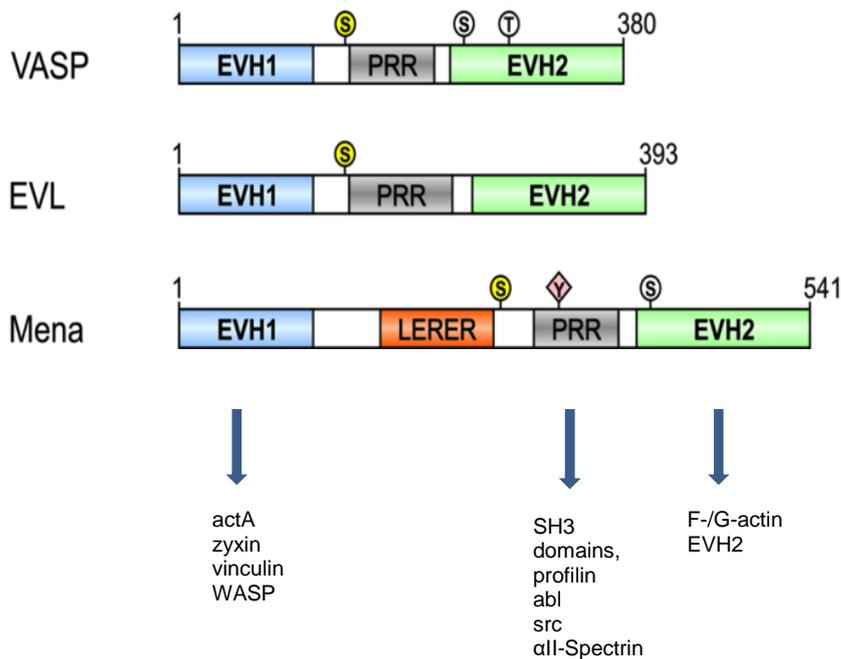 1 S S T 380
VASP EVH1 PRR EVH2
1 S 393
EVL EVH1 PRR EVH2
1 S Y S 541
Mena EVH1 LERER PRR EVH2
actA
zyxin
vinculin
WASP
SH3
domains,
profilin
abl
src
αII-Spectrin
F-/G-actin
EVH2